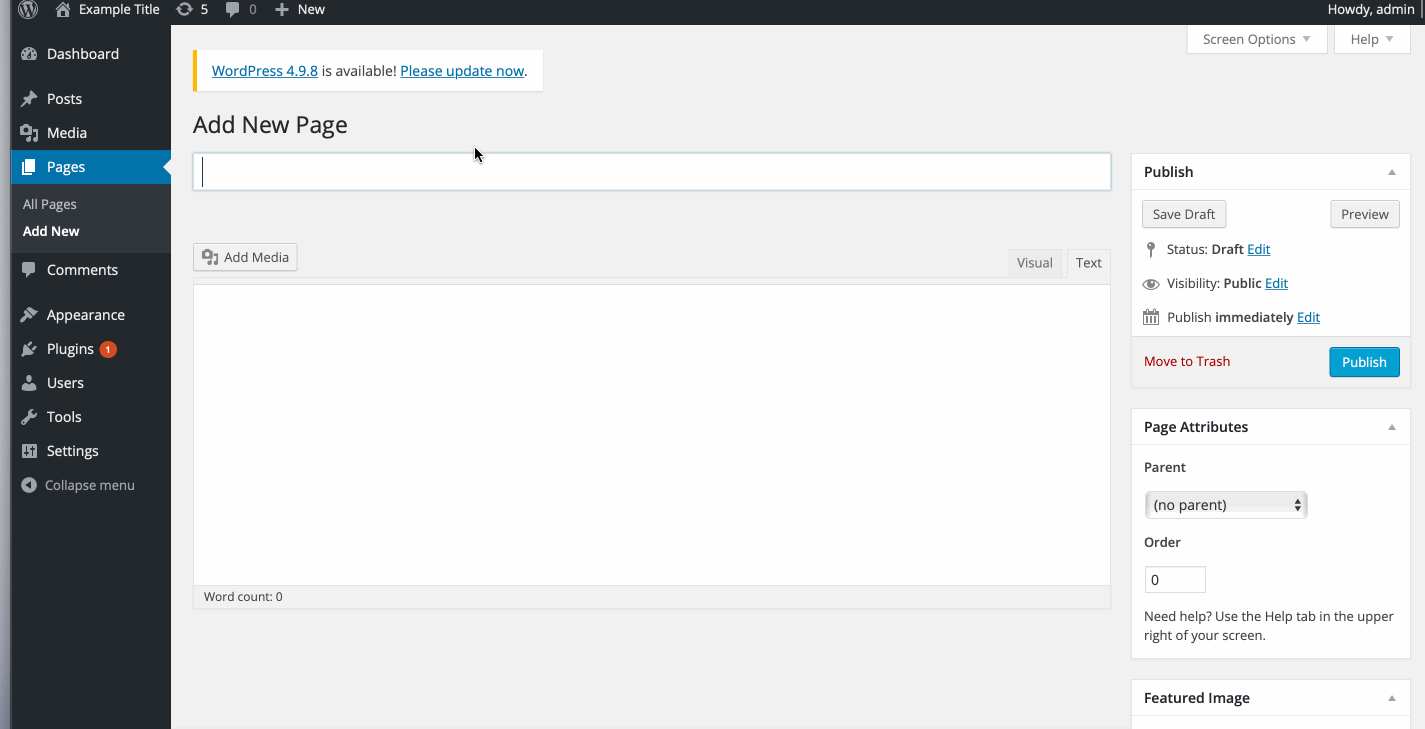 Example Title 5 0 New Howdy, admin
Dashboard
Posts
Media
Pages
All Pages
Add New
Comments
Appearance
Plugins 1
Users
Tools
Settings
Collapse menu
Screen Options Help
WordPress 4.9.8 is available! Please update now.
Add New Page
Add Media
Visual Text
Word count: 0
Publish
Save Draft Preview
Status: Draft Edit
Visibility: Public Edit
Publish immediately Edit
Move to Trash Publish
Page Attributes
Parent
(no parent)
Order
0
Need help? Use the Help tab in the upper
right of your screen.
Featured Image